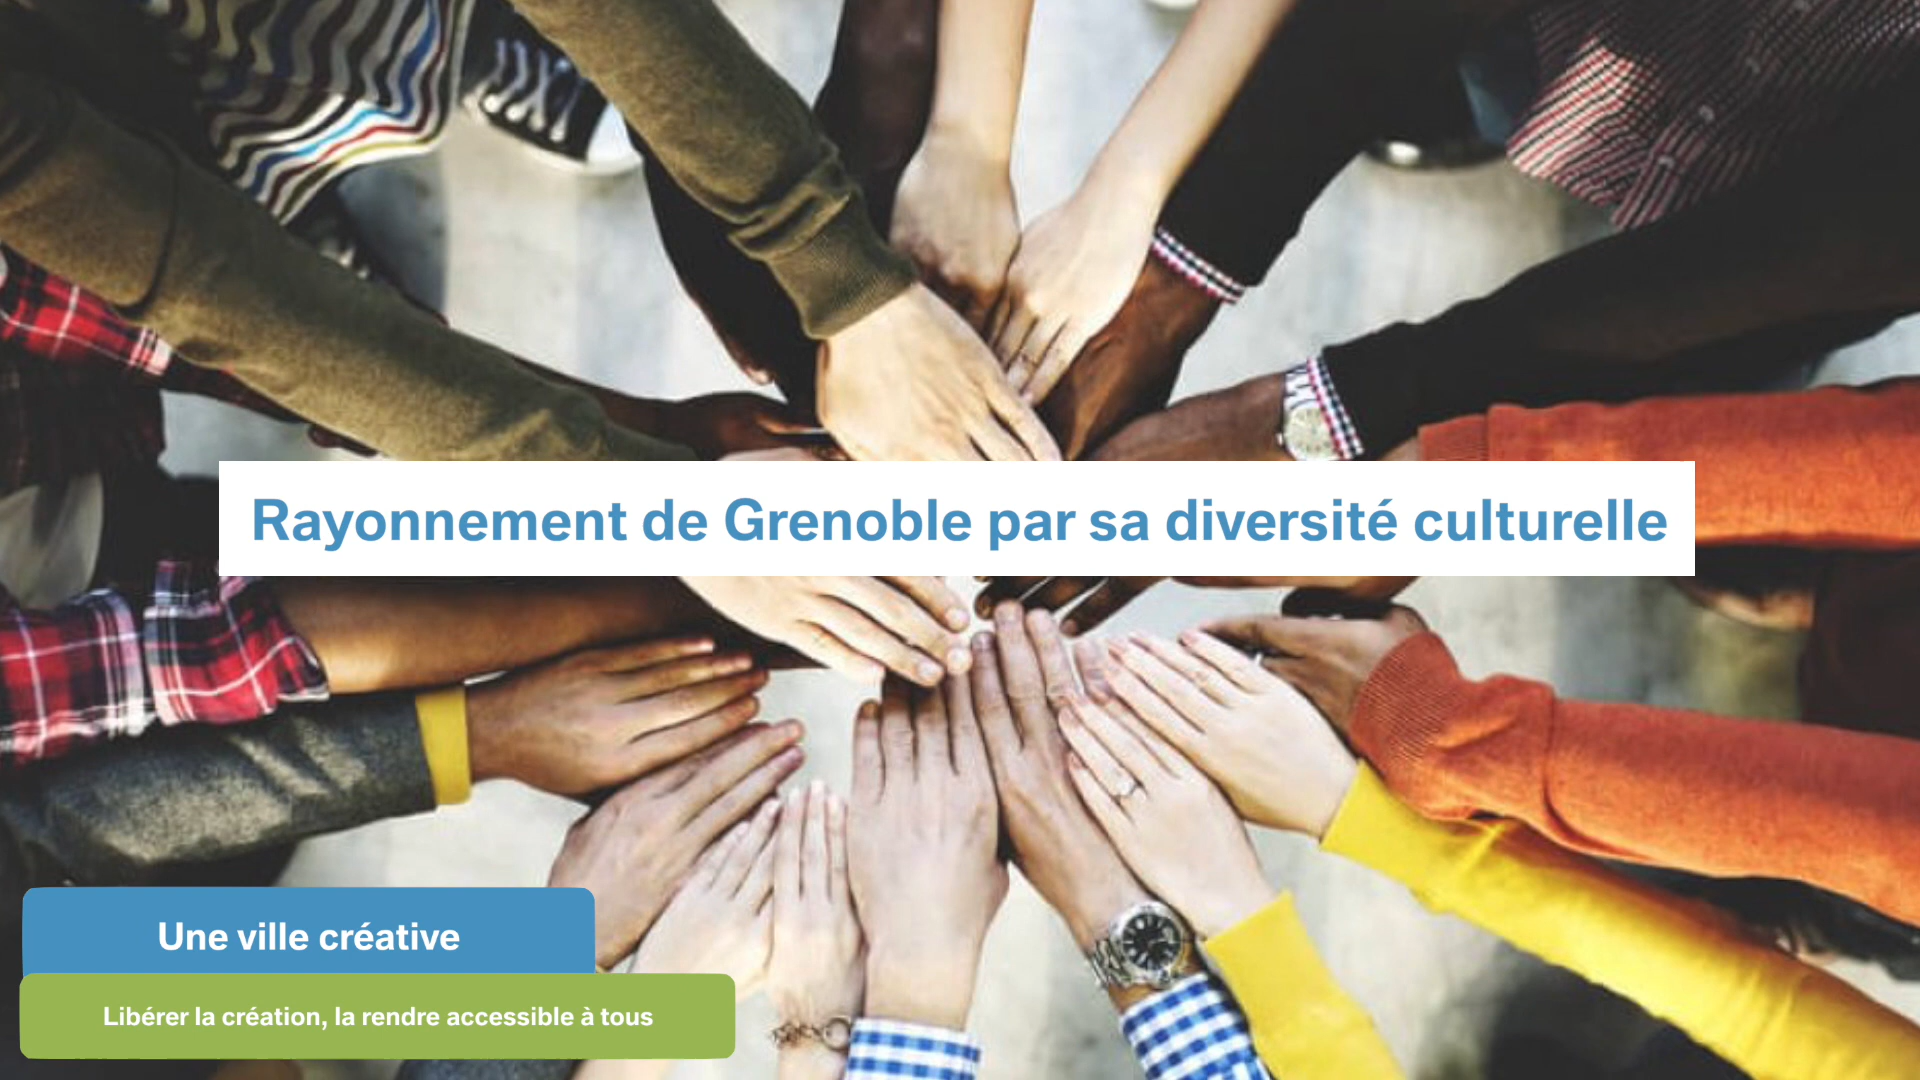 Rayonnement de Grenoble par sa diversité culturelle
Une ville créative
Libérer la création, la rendre accessible à tous